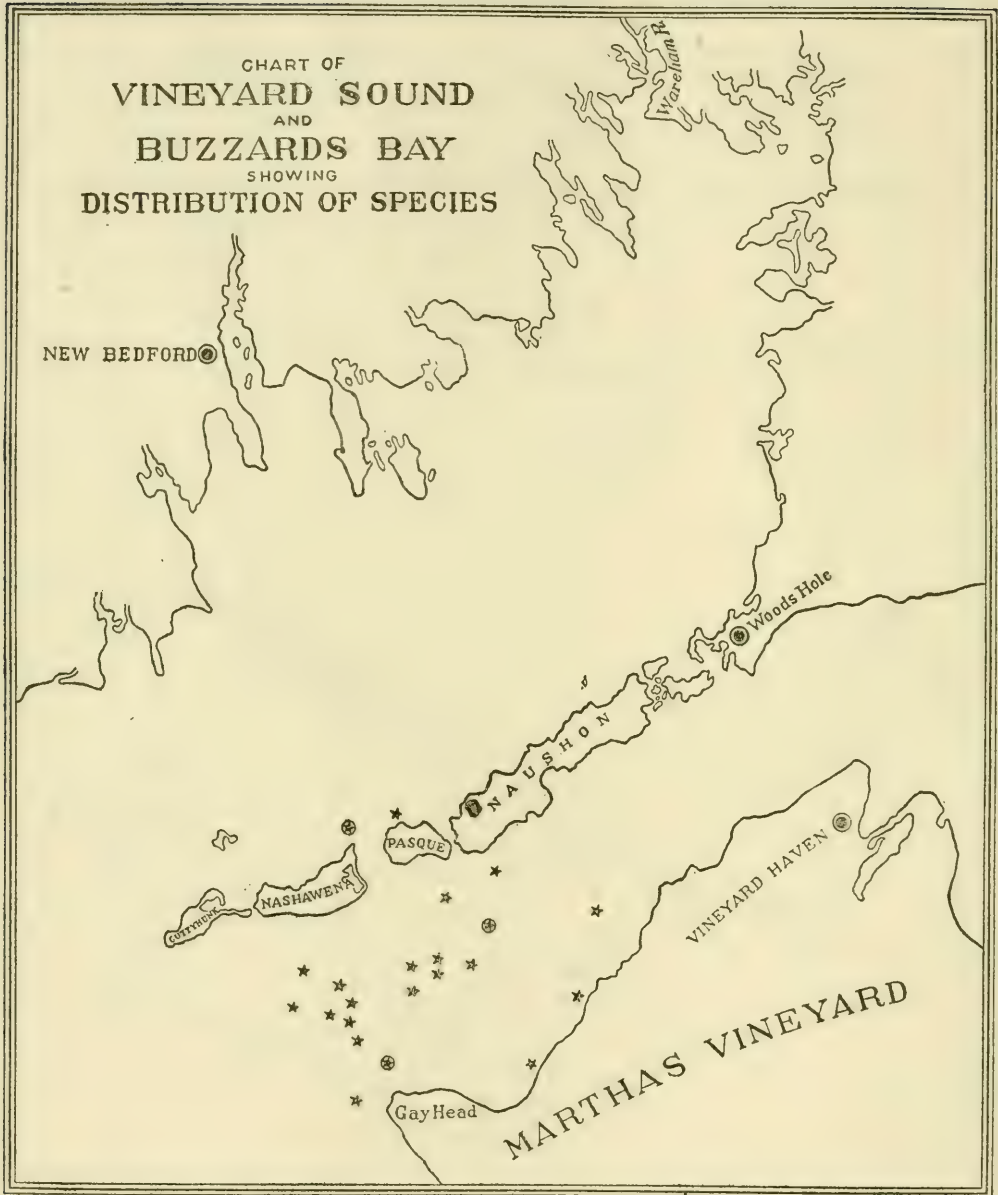 CHART OF
VINEYARD SOUND
AND
BUZZARDS BAY
SHOWING
DISTRIBUTION OF SPECIES
Wareham R.
NEW BEDFORD
Woods Hole
NAUSHON
PASQUE
NASHAWENA
CUTTYHUNK
VINEYARD HAVEN
MARTHAS VINEYARD
Gay Head